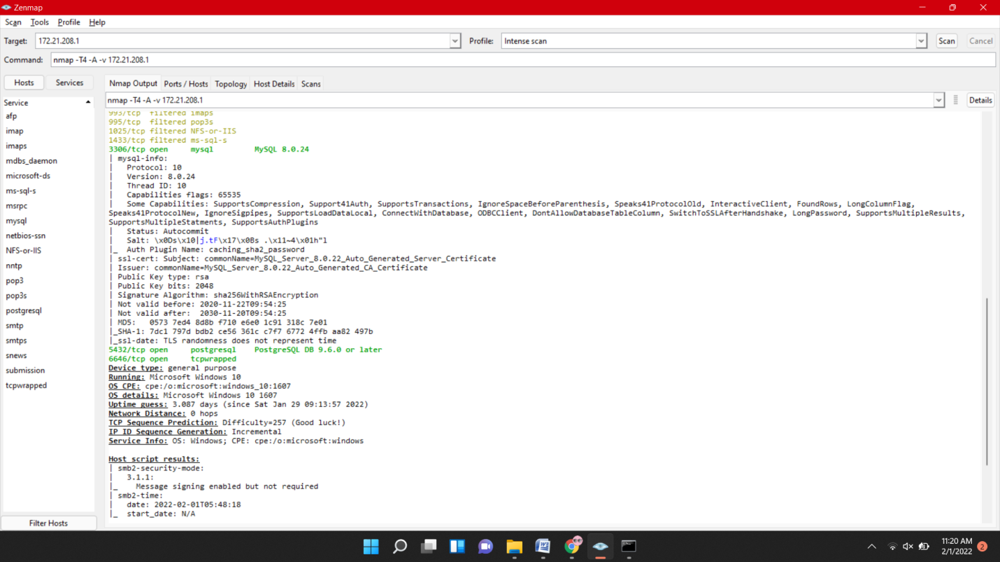 Zenmap
Scan Tools Profile Help
Target: 172.21.208.1 Profile: Intense scan Scan Cancel
Command: nmap -T4 -A -v 172.21.208.1
Hosts Services
Nmap Output Ports / Hosts Topology Host Details Scans
nmap -T4 -A -v 172.21.208.1 Details
Service
afp
imap
imaps
mdbs_daemon
microsoft-ds
ms-sql-s
msrpc
mysql
netbios-ssn
NFS-or-IIS
nntp
pop3
pop3s
postgresql
smtp
smtps
snews
submission
tcpwrapped
Filter Hosts
993/tcp filtered imaps
995/tcp filtered pop3s
1025/tcp filtered NFS-or-IIS
1433/tcp filtered ms-sql-s
3306/tcp open mysql MySQL 8.0.24
| mysql-info:
| Protocol: 10
| Version: 8.0.24
| Thread ID: 10
| Capabilities flags: 65535
| Some Capabilities: SupportsCompression, Support41Auth, SupportsTransactions, IgnoreSpaceBeforeParenthesis, Speaks41ProtocolOld, InteractiveClient, FoundRows, LongColumnFlag,
Speaks41ProtocolNew, IgnoreSigpipes, SupportsLoadDataLocal, ConnectWithDatabase, ODBCClient, DontAllowDatabaseTableColumn, SwitchToSSLAfterHandshake, LongPassword, SupportsMultipleResults,
SupportsMultipleStatments, SupportsAuthPlugins
| Status: Autocommit
| Salt: \x0Ds\x10|j.tF\x17\x0Bs .\x11~4\x01h"l
|_ Auth Plugin Name: caching_sha2_password
| ssl-cert: Subject: commonName=MySQL_Server_8.0.22_Auto_Generated_Server_Certificate
| Issuer: commonName=MySQL_Server_8.0.22_Auto_Generated_CA_Certificate
| Public Key type: rsa
| Public Key bits: 2048
| Signature Algorithm: sha256WithRSAEncryption
| Not valid before: 2020-11-22T09:54:25
| Not valid after: 2030-11-20T09:54:25
| MD5: 0573 7ed4 8d8b f710 e6e0 1c91 318c 7e01
|_SHA-1: 7dc1 797d bdb2 ce56 361c c7f7 6772 4ffb aa82 497b
|_ssl-date: TLS randomness does not represent time
5432/tcp open postgresql PostgreSQL DB 9.6.0 or later
6646/tcp open tcpwrapped
Device type: general purpose
Running: Microsoft Windows 10
OS CPE: cpe:/o:microsoft:windows_10:1607
OS details: Microsoft Windows 10 1607
Uptime guess: 3.087 days (since Sat Jan 29 09:13:57 2022)
Network Distance: 0 hops
TCP Sequence Prediction: Difficulty=257 (Good luck!)
IP ID Sequence Generation: Incremental
Service Info: OS: Windows; CPE: cpe:/o:microsoft:windows
Host script results:
| smb2-security-mode:
| 3.1.1:
|_ Message signing enabled but not required
| smb2-time:
| date: 2022-02-01T05:48:18
|_ start_date: N/A
11:20 AM
2/1/2022 2